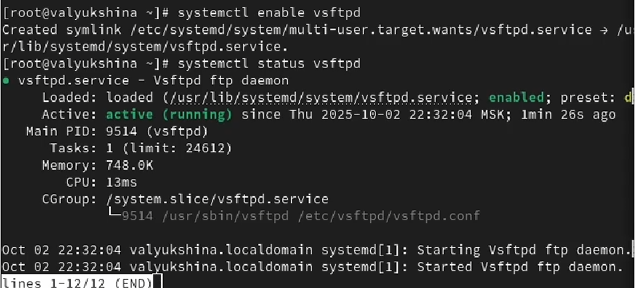 [root@valyukshina ~]# systemctl enable vsftpd
Created symlink /etc/systemd/system/multi-user.target.wants/vsftpd.service → /us
r/lib/systemd/system/vsftpd.service.
[root@valyukshina ~]# systemctl status vsftpd
● vsftpd.service - Vsftpd ftp daemon
Loaded: loaded (/usr/lib/systemd/system/vsftpd.service; enabled; preset: d
Active: active (running) since Thu 2025-10-02 22:32:04 MSK; 1min 26s ago
Main PID: 9514 (vsftpd)
Tasks: 1 (limit: 24612)
Memory: 748.0K
CPU: 13ms
CGroup: /system.slice/vsftpd.service
└─9514 /usr/sbin/vsftpd /etc/vsftpd/vsftpd.conf
Oct 02 22:32:04 valyukshina.localdomain systemd[1]: Starting Vsftpd ftp daemon.
Oct 02 22:32:04 valyukshina.localdomain systemd[1]: Started Vsftpd ftp daemon.
lines 1-12/12 (END)